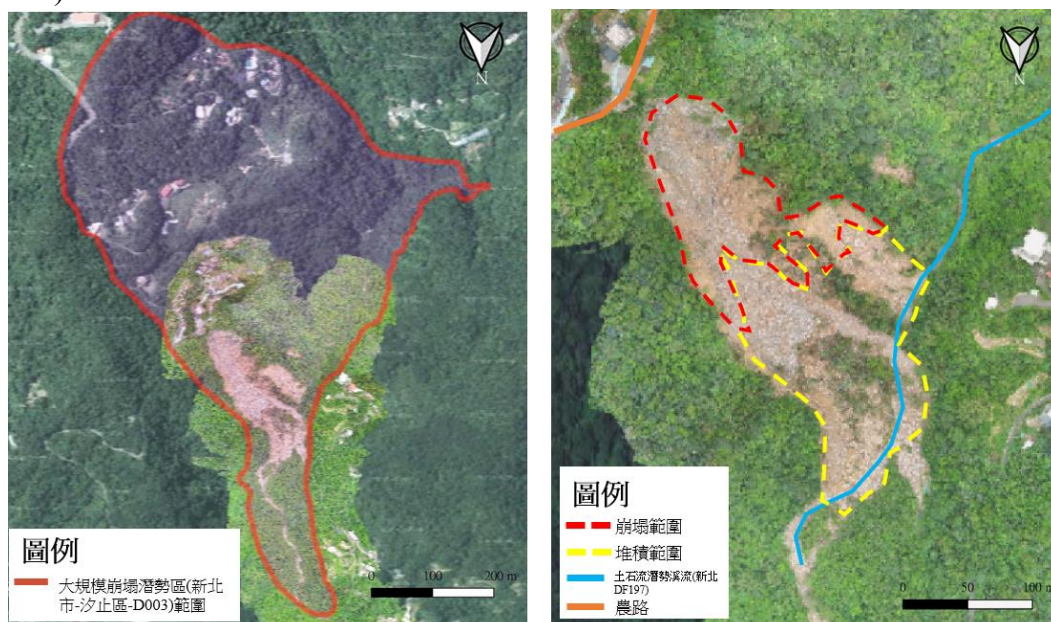 )
N
圖例
大規模崩塌潛勢區(新北
市-汐止區-D003)範圍
0 100 200 m
N
圖例
崩塌範圍
堆積範圍
土石流潛勢溪流(新北
DF197)
農路
0 50 100 m